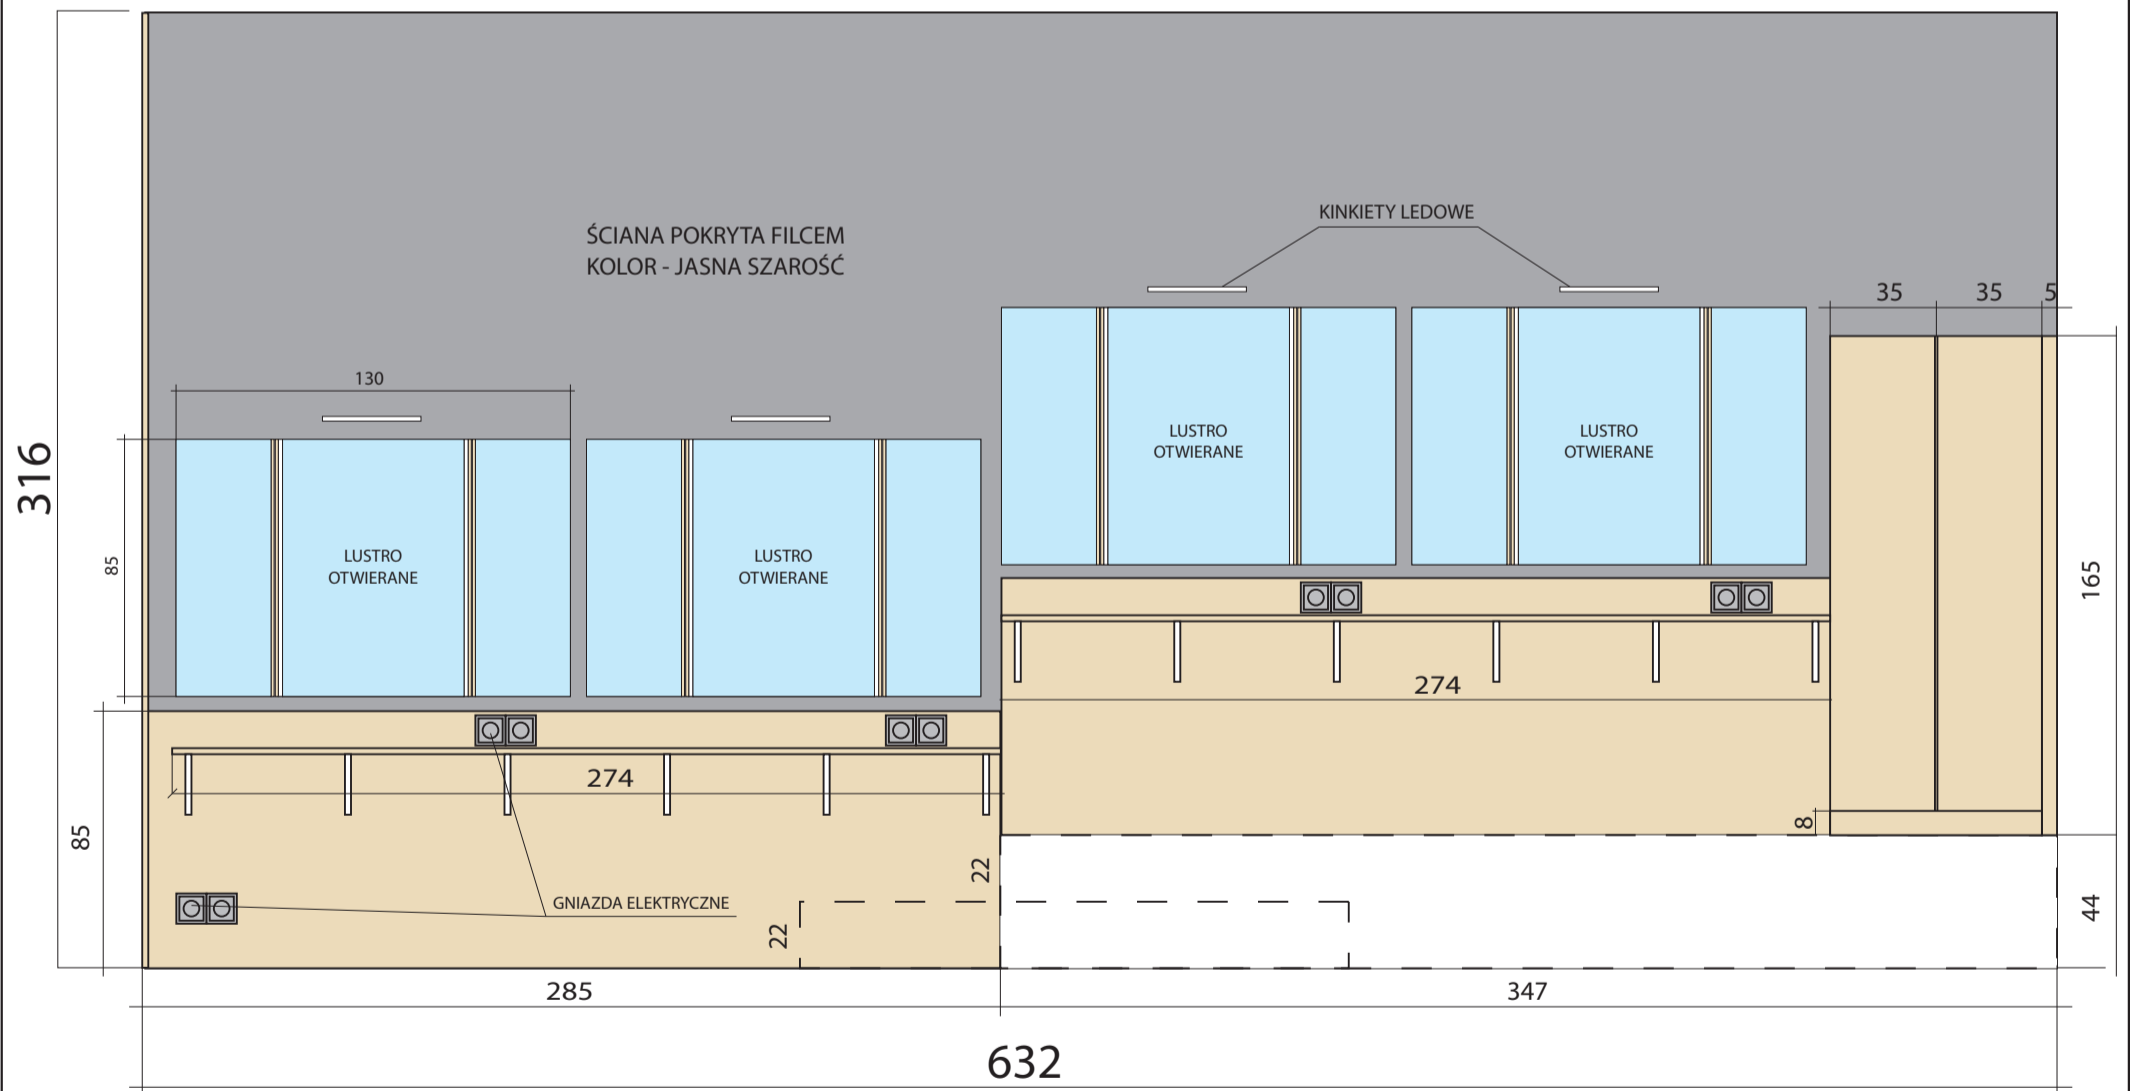 KINKIETY LEDOWE
ŚCIANA POKRYTA FILCEM
KOLOR - JASNA SZAROŚĆ
35
35
5
130
316
LUSTRO
OTWIERANE
LUSTRO
OTWIERANE
85
LUSTRO
OTWIERANE
LUSTRO
OTWIERANE
165
274
274
8
85
22
GNIAZDA ELEKTRYCZNE
22
44
285
347
632